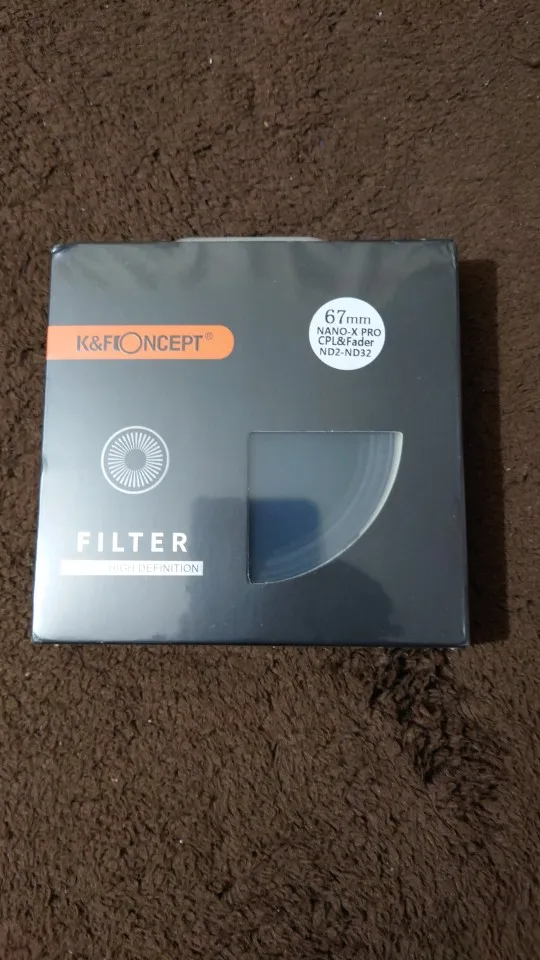 67mm
NANO-X PRO
CPL&Fader
ND2-ND32
K&F CONCEPT®
FILTER
HIGH DEFINITION